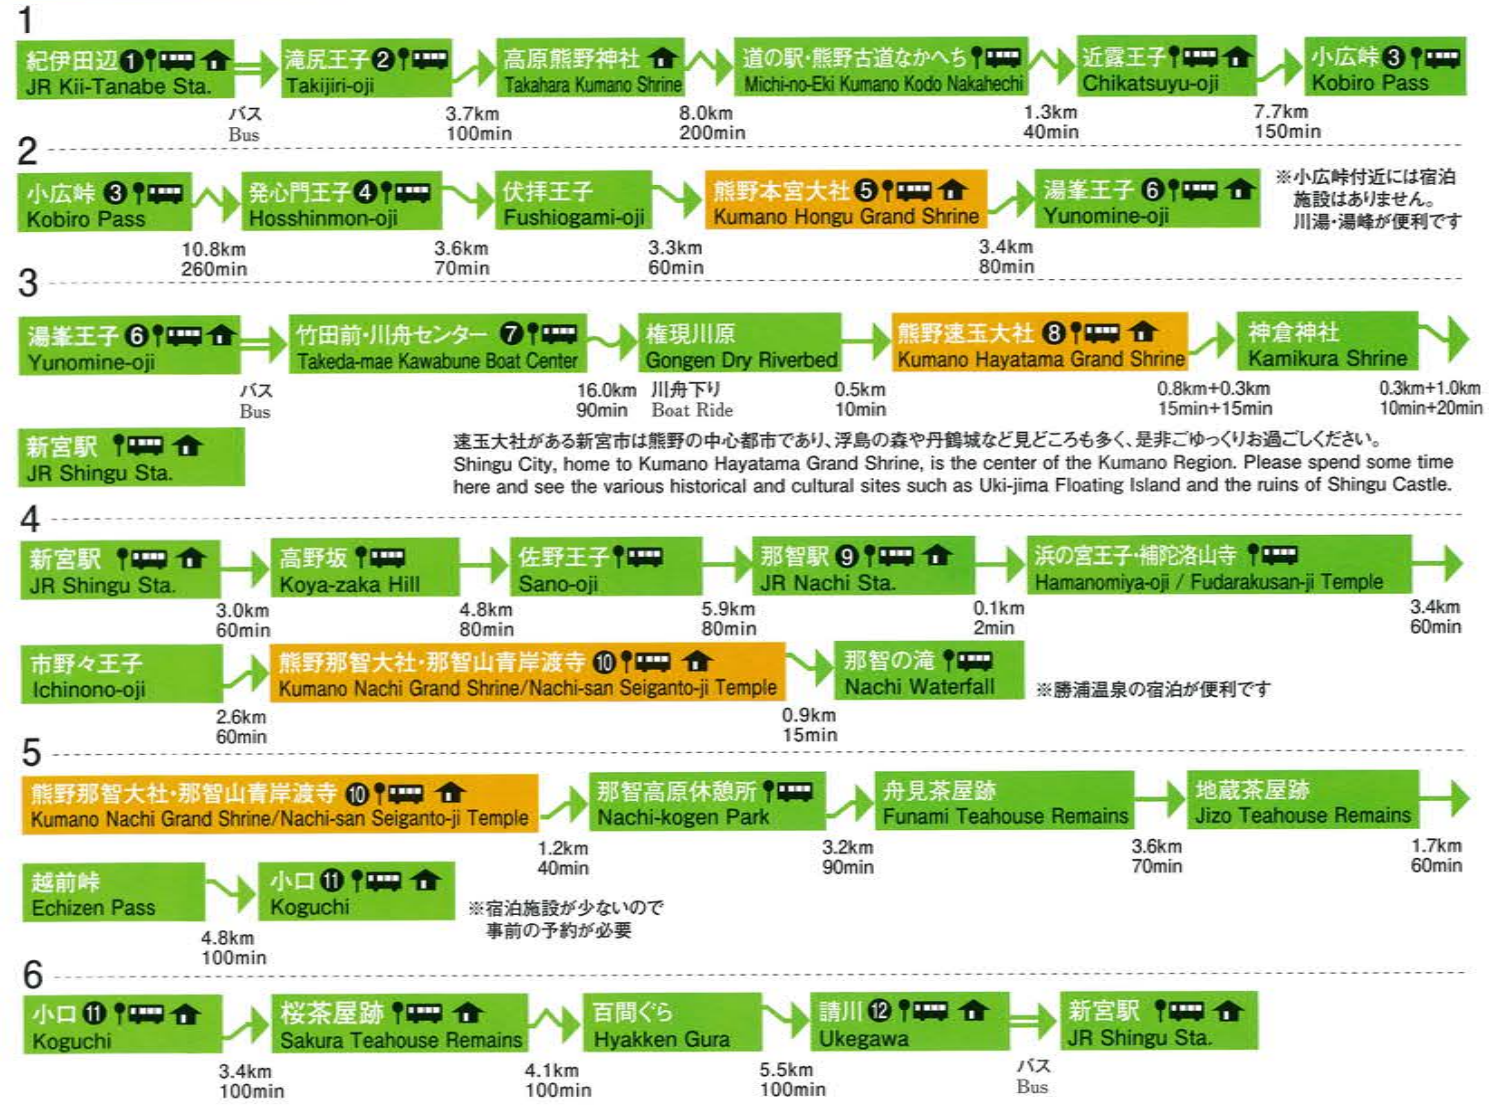 1
紀伊田辺 ❶ 滝尻王子 ❷ 高原熊野神社 道の駅・熊野古道なかへち 近露王子 小広峠 ❸
JR Kii-Tanabe Sta. Takijiri-oji Takahara Kumano Shrine Michi-no-Eki Kumano Kodo Nakahechi Chikatsuyu-oji Kobiro Pass
バス 3.7km 8.0km 1.3km 7.7km
Bus 100min 200min 40min 150min
2
小広峠 ❸ 発心門王子 ❹ 伏拝王子 熊野本宮大社 ❺ 湯峯王子 ❻ ※小広峠付近には宿泊
Kobiro Pass Hosshinmon-oji Fushiogami-oji Kumano Hongu Grand Shrine Yunomine-oji 施設はありません。
川湯・湯峰が便利です
10.8km 3.6km 3.3km 3.4km
260min 70min 60min 80min
3
湯峯王子 ❻ 竹田前・川舟センター ❼ 権現川原 熊野速玉大社 ❽ 神倉神社
Yunomine-oji Takeda-mae Kawabune Boat Center Gongen Dry Riverbed Kumano Hayatama Grand Shrine Kamikura Shrine
バス 16.0km 川舟下り 0.5km 0.8km+0.3km 0.3km+1.0km
Bus 90min Boat Ride 10min 15min+15min 10min+20min
新宮駅
JR Shingu Sta.
速玉大社がある新宮市は熊野の中心都市であり、浮島の森や丹鶴城など見どころも多く、是非ごゆっくりお過ごしください。
Shingu City, home to Kumano Hayatama Grand Shrine, is the center of the Kumano Region. Please spend some time
here and see the various historical and cultural sites such as Uki-jima Floating Island and the ruins of Shingu Castle.
4
新宮駅 高野坂 佐野王子 那智駅 ❾ 浜の宮王子・補陀洛山寺
JR Shingu Sta. Koya-zaka Hill Sano-oji JR Nachi Sta. Hamanomiya-oji / Fudarakusan-ji Temple
3.0km 4.8km 5.9km 0.1km 3.4km
60min 80min 80min 2min 60min
市野々王子 熊野那智大社・那智山青岸渡寺 ❿ 那智の滝
Ichinono-oji Kumano Nachi Grand Shrine/Nachi-san Seiganto-ji Temple Nachi Waterfall ※勝浦温泉の宿泊が便利です
2.6km 0.9km
60min 15min
5
熊野那智大社・那智山青岸渡寺 ❿ 那智高原休憩所 舟見茶屋跡 地蔵茶屋跡
Kumano Nachi Grand Shrine/Nachi-san Seiganto-ji Temple Nachi-kogen Park Funami Teahouse Remains Jizo Teahouse Remains
1.2km 3.2km 3.6km 1.7km
40min 90min 70min 60min
越前峠 小口 ⓫
Echizen Pass Koguchi ※宿泊施設が少ないので
事前の予約が必要
4.8km
100min
6
小口 ⓫ 桜茶屋跡 百間ぐら 請川 ⓬ 新宮駅
Koguchi Sakura Teahouse Remains Hyakken Gura Ukegawa JR Shingu Sta.
3.4km 4.1km 5.5km バス
100min 100min 100min Bus